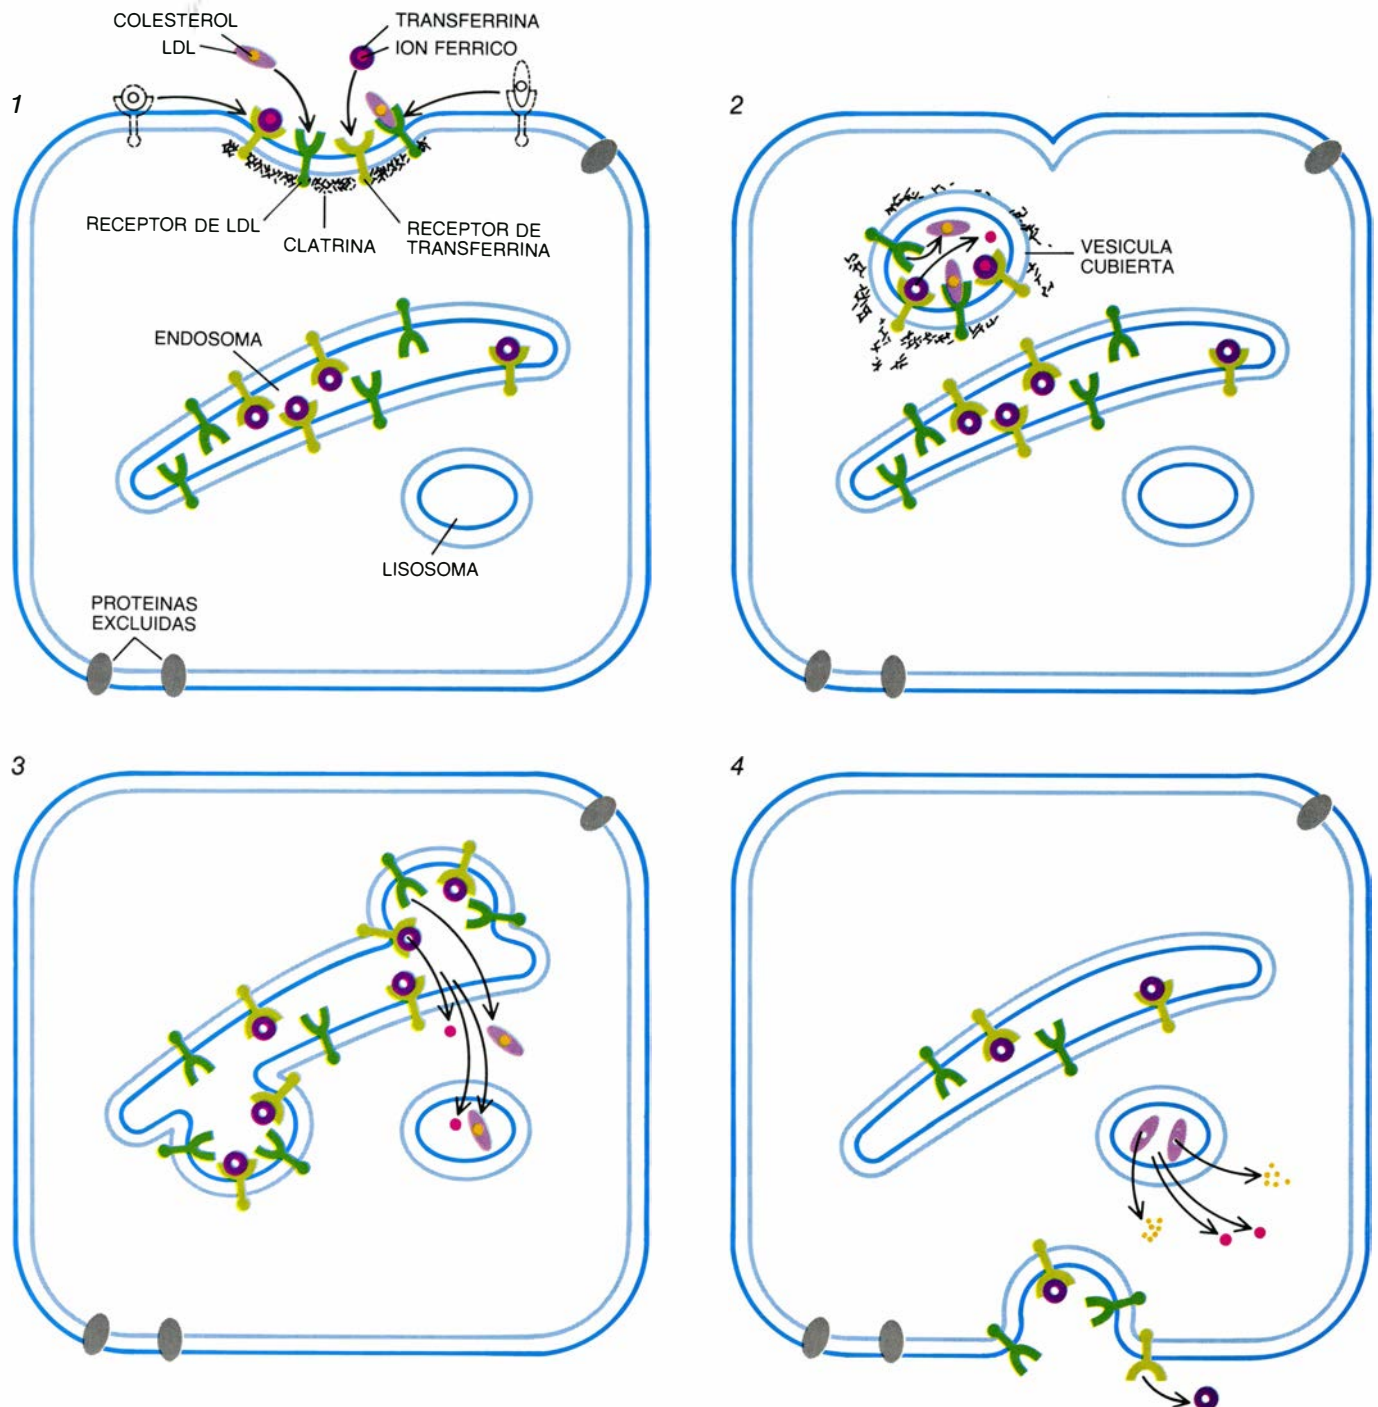 COLESTEROL
LDL
TRANSFERRINA
ION FERRICO
1
RECEPTOR DE LDL
CLATRINA
RECEPTOR DE
TRANSFERRINA
ENDOSOMA
LISOSOMA
PROTEINAS
EXCLUIDAS
2
VESICULA
CUBIERTA
3
4